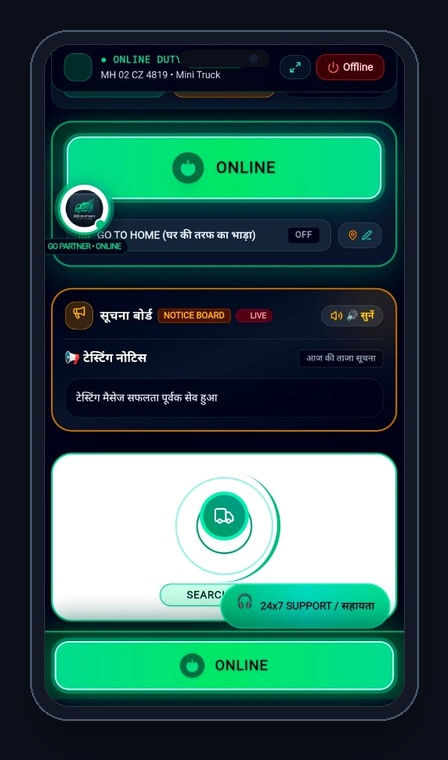 ● ONLINE DUTY
MH 02 CZ 4819 • Mini Truck
Offline
ONLINE
GO TO HOME (घर की तरफ का भाड़ा)
OFF
GO PARTNER • ONLINE
सूचना बोर्ड
NOTICE BOARD
LIVE
🔊 सुनें
📢 टेस्टिंग नोटिस
आज की ताजा सूचना
टेस्टिंग मैसेज सफलता पूर्वक सेव हुआ
🎧 24x7 SUPPORT / सहायता
ONLINE